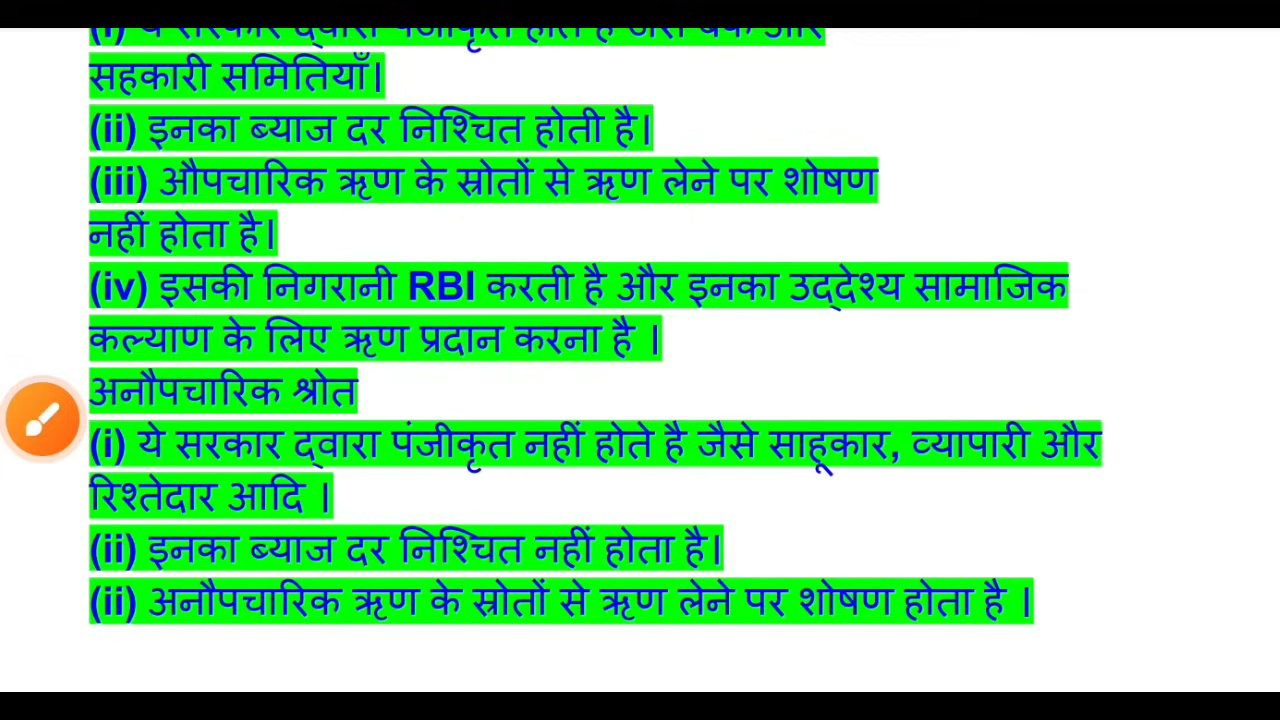 (i) ये सरकार द्वारा पंजीकृत होते है जैसे बैंक और
सहकारी समितियाँ।
(ii) इनका ब्याज दर निश्चित होती है।
(iii) औपचारिक ऋण के स्रोतों से ऋण लेने पर शोषण
नहीं होता है।
(iv) इसकी निगरानी RBI करती है और इनका उद्देश्य सामाजिक
कल्याण के लिए ऋण प्रदान करना है ।
अनौपचारिक श्रोत
(i) ये सरकार द्वारा पंजीकृत नहीं होते है जैसे साहूकार, व्यापारी और
रिश्तेदार आदि ।
(ii) इनका ब्याज दर निश्चित नहीं होता है।
(ii) अनौपचारिक ऋण के स्रोतों से ऋण लेने पर शोषण होता है ।